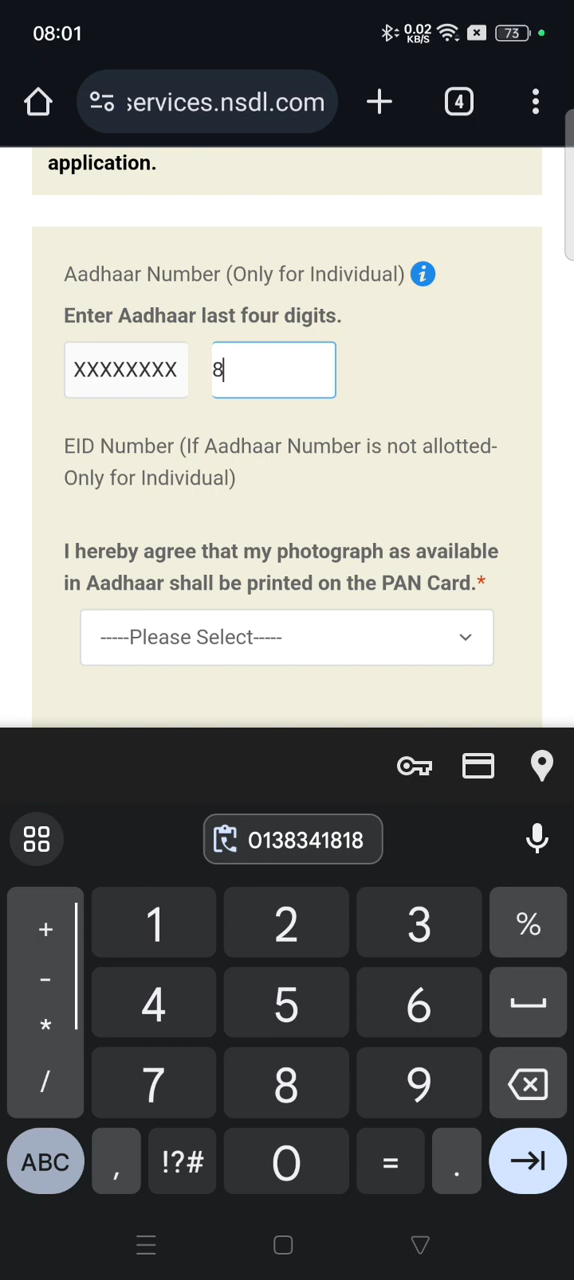 08:01
0.02
KB/S
73
services.nsdl.com
4
application.
Aadhaar Number (Only for Individual)
Enter Aadhaar last four digits.
XXXXXXXX
8
EID Number (If Aadhaar Number is not allotted-
Only for Individual)
I hereby agree that my photograph as available
in Aadhaar shall be printed on the PAN Card.*
-----Please Select-----
0138341818
+ 1 2 3 %
- 4 5 6
*
/ 7 8 9
ABC , !?# 0 = .